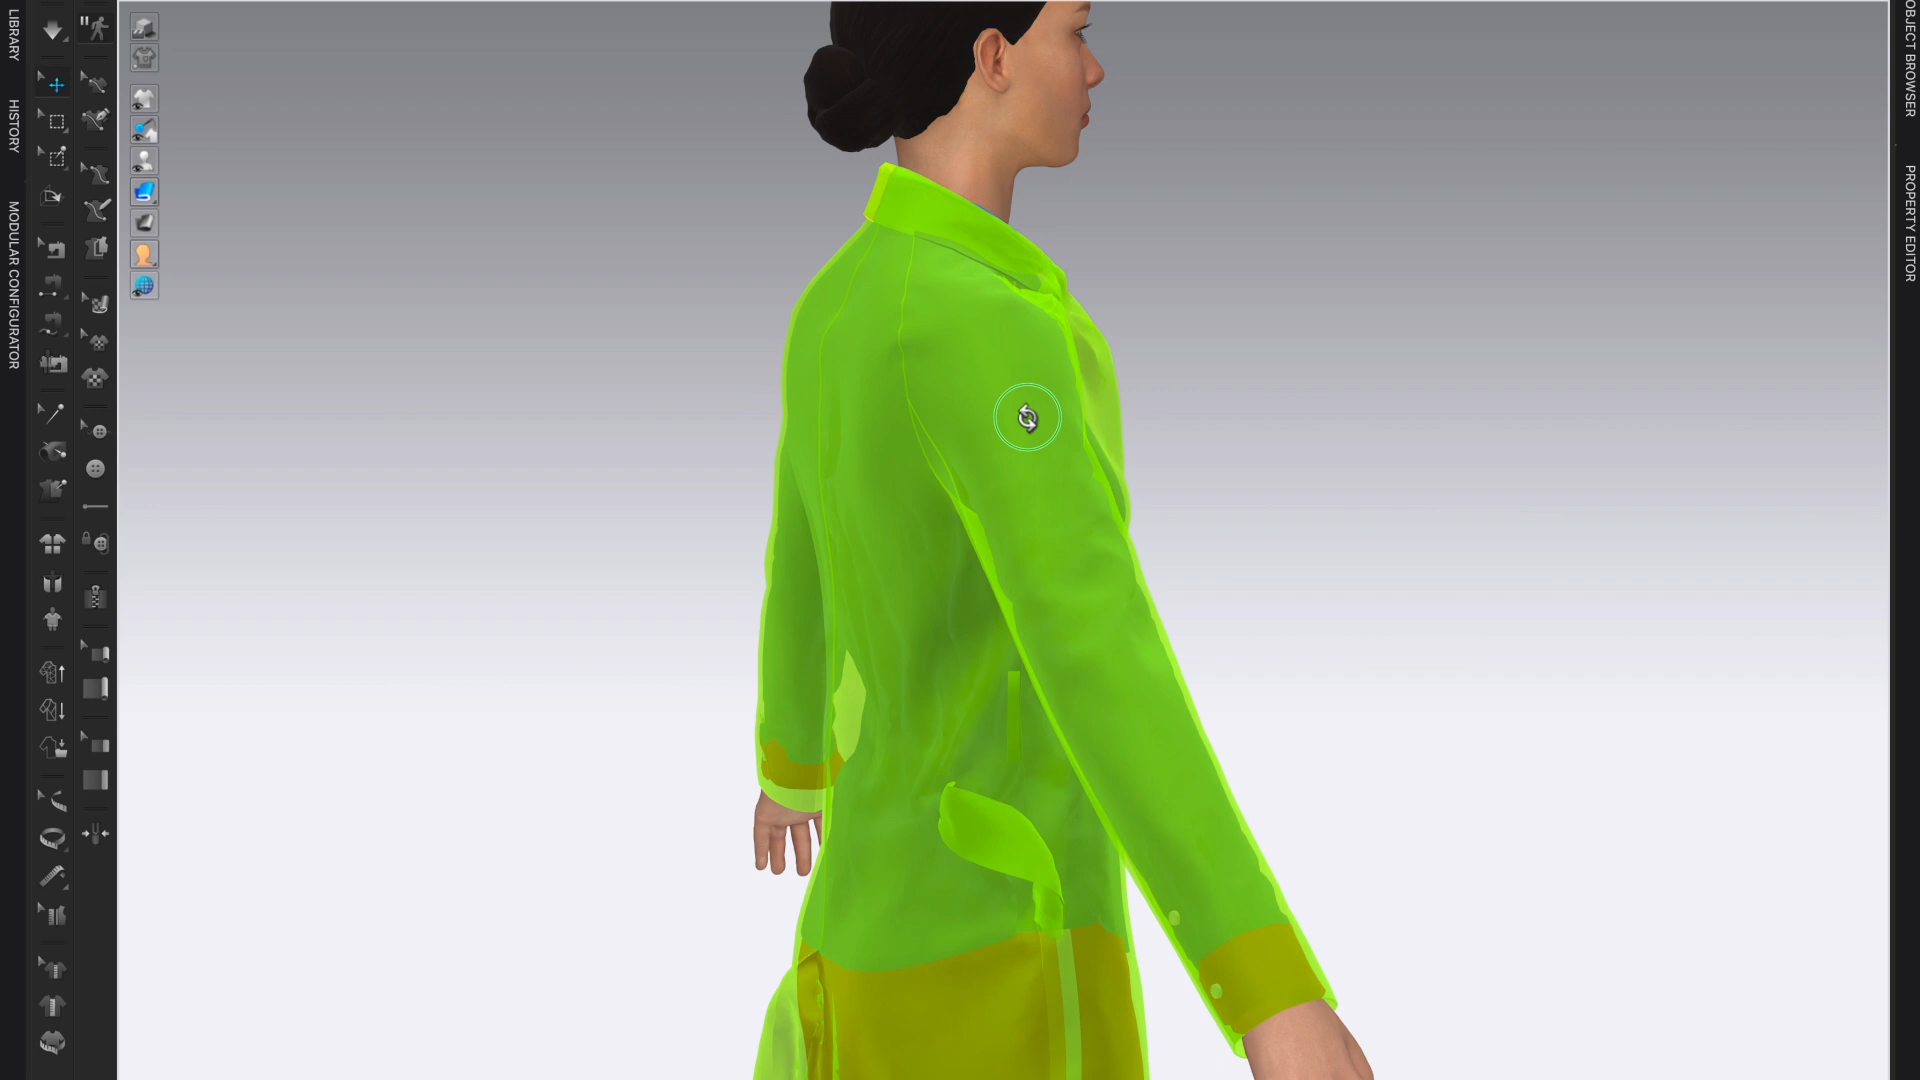 LIBRARY
HISTORY
MODULAR CONFIGURATOR
OBJECT BROWSER
PROPERTY EDITOR